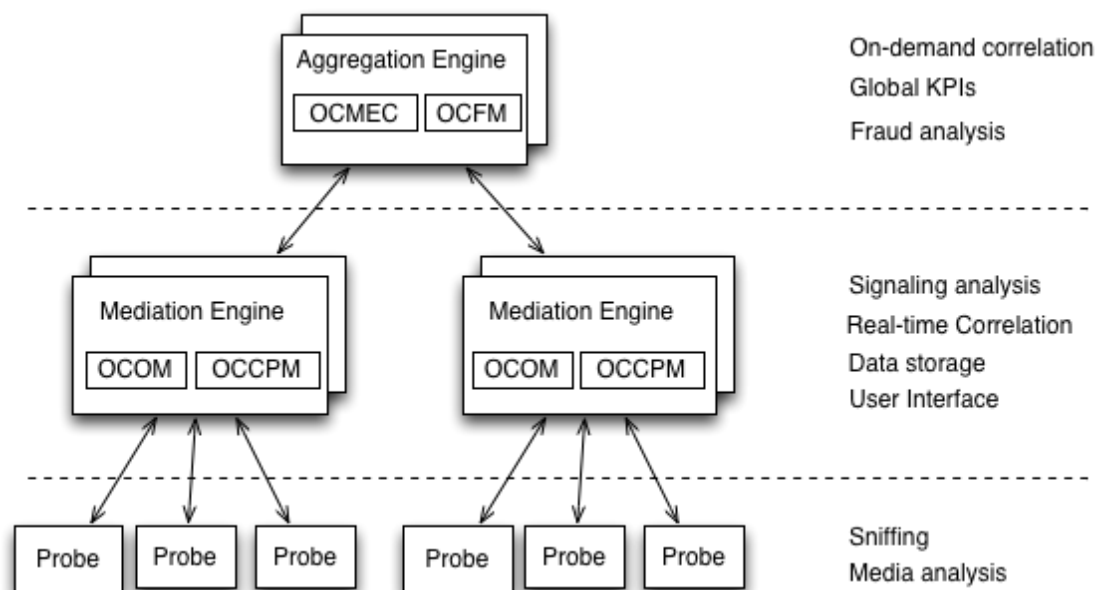 Aggregation Engine
OCMEC OCFM
On-demand correlation
Global KPIs
Fraud analysis
Mediation Engine
OCOM OCCPM
Mediation Engine
OCOM OCCPM
Signaling analysis
Real-time Correlation
Data storage
User Interface
Probe Probe Probe Probe Probe Probe
Sniffing
Media analysis